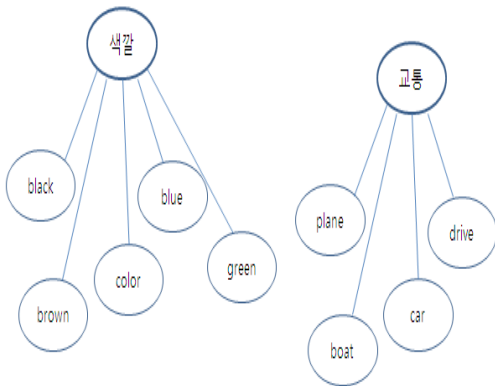 색깔
교통
black
blue
plane
drive
green
color
brown
car
boat